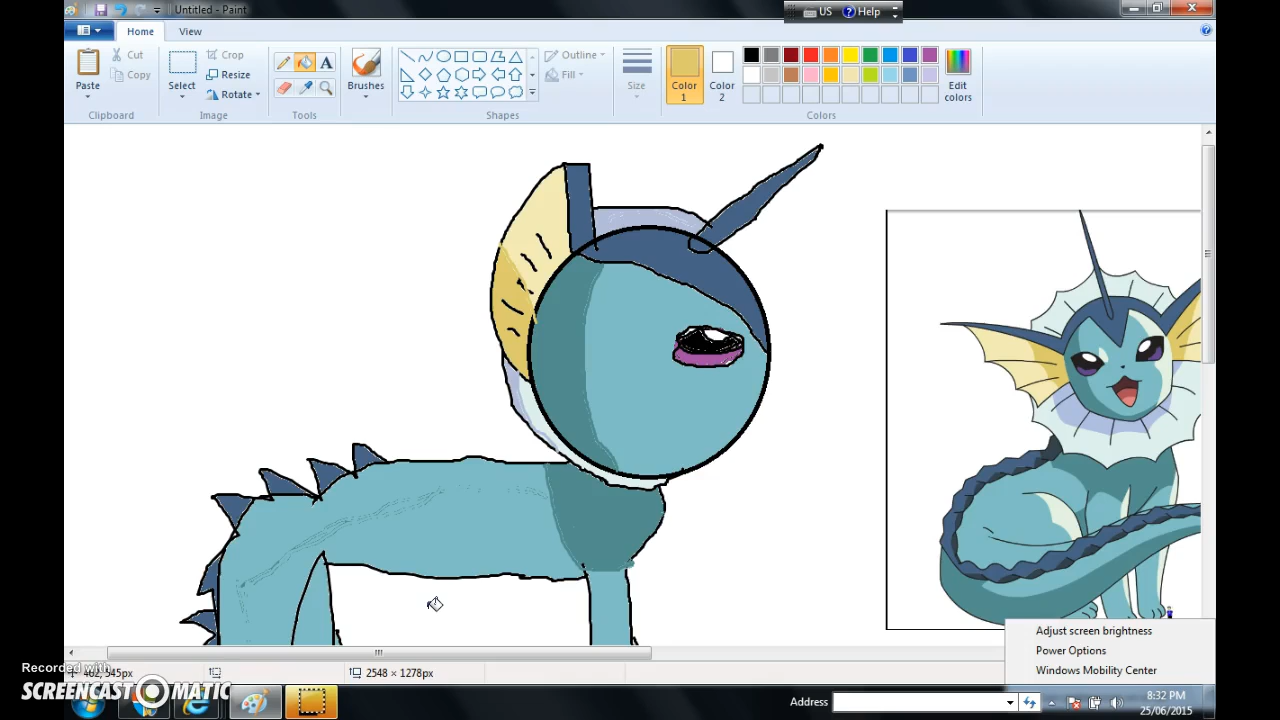 Untitled - Paint
US Help
Home View
Paste
Cut
Copy
Clipboard
Select
Crop
Resize
Rotate
Image
A
Tools
Brushes
Outline
Fill
Shapes
Size
Color 1
Color 2
Edit colors
Colors
Adjust screen brightness
Power Options
Windows Mobility Center
462, 545px
2548 × 1278px
Recorded with
SCREENCAST-O-MATIC
Address
8:32 PM
25/06/2015